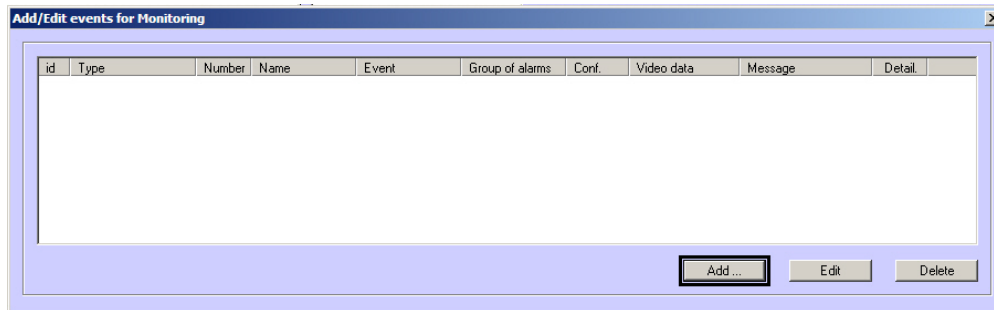 Add/Edit events for Monitoring
id Type Number Name Event Group of alarms Conf. Video data Message Detail.
Add ... Edit Delete